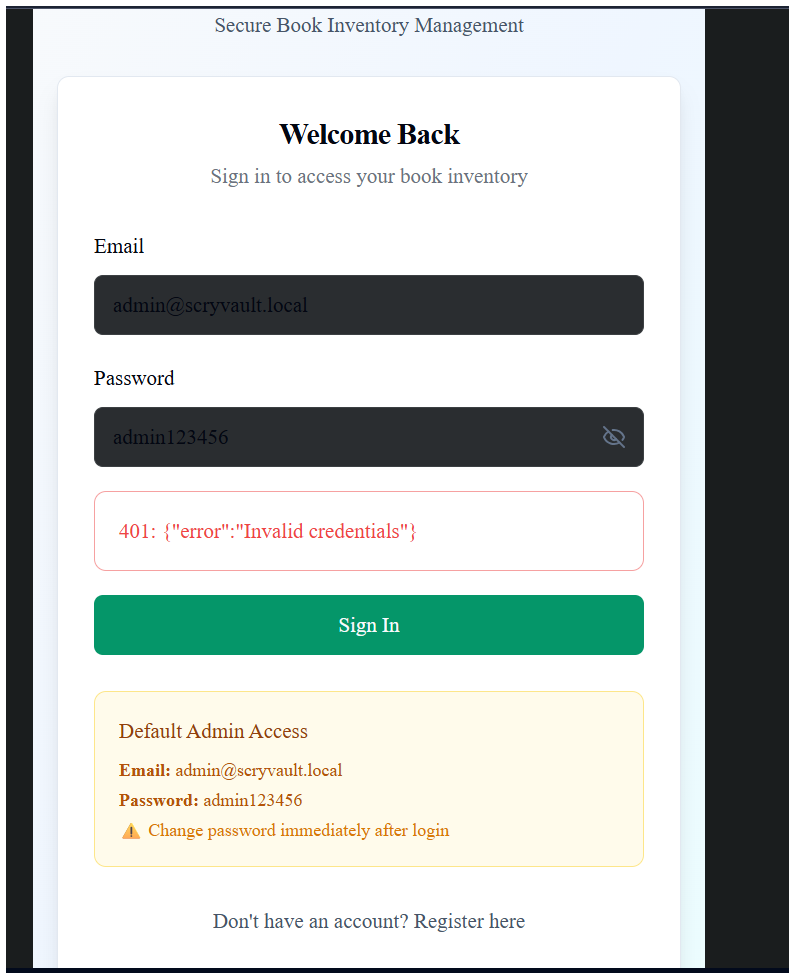 Secure Book Inventory Management
Welcome Back
Sign in to access your book inventory
Email
admin@scryvault.local
Password
admin123456
401: {"error":"Invalid credentials"}
Sign In
Default Admin Access
Email: admin@scryvault.local
Password: admin123456
⚠️ Change password immediately after login
Don't have an account? Register here